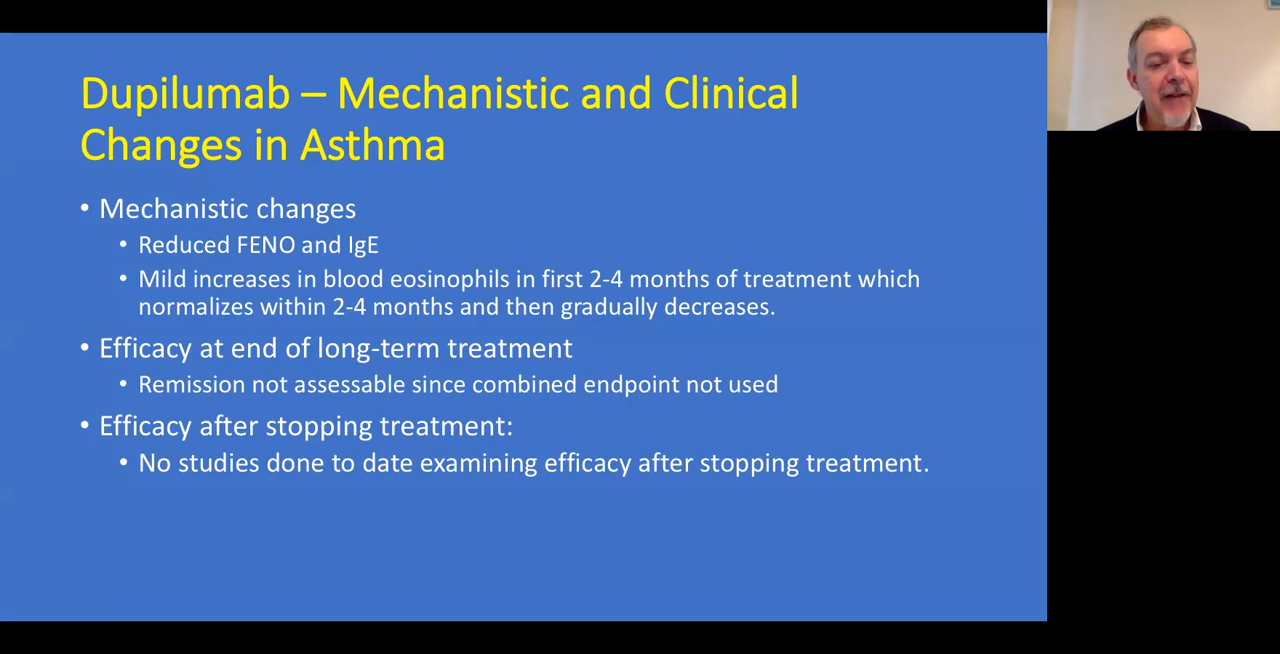 Dupilumab – Mechanistic and Clinical
Changes in Asthma
• Mechanistic changes
• Reduced FENO and IgE
• Mild increases in blood eosinophils in first 2-4 months of treatment which
normalizes within 2-4 months and then gradually decreases.
• Efficacy at end of long-term treatment
• Remission not assessable since combined endpoint not used
• Efficacy after stopping treatment:
• No studies done to date examining efficacy after stopping treatment.